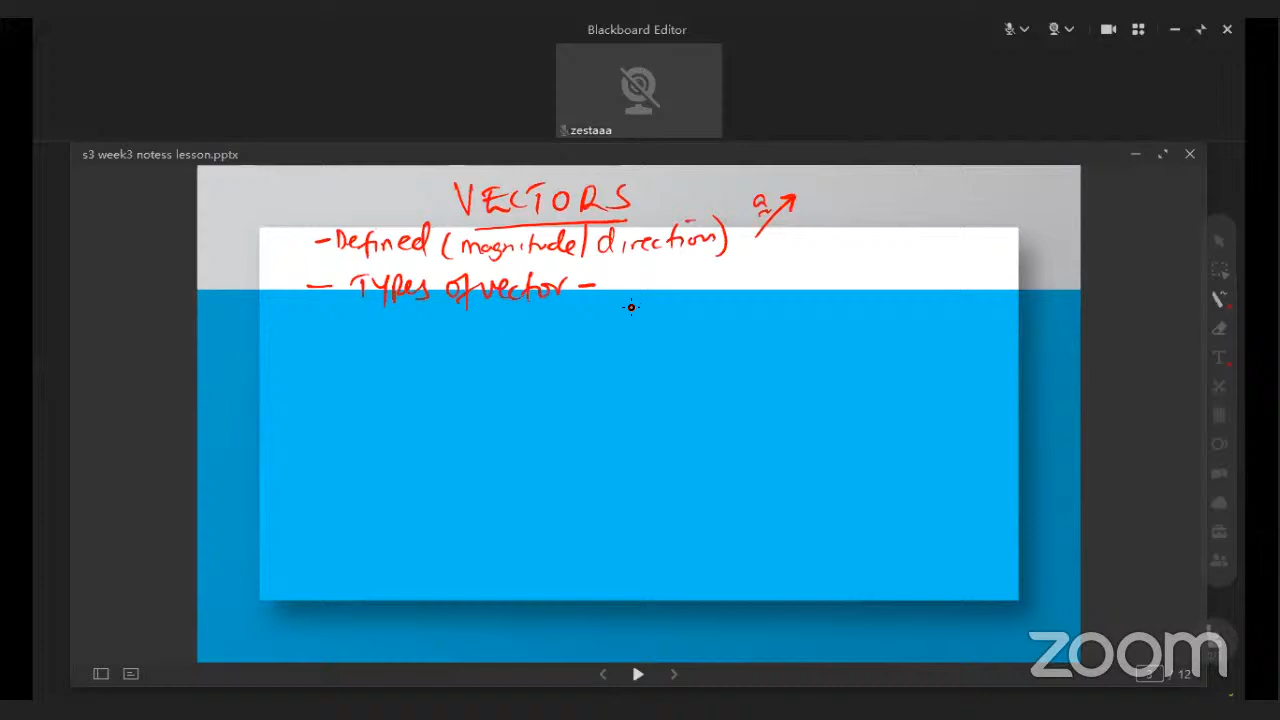 Blackboard Editor
zestaaa
s3 week3 notess lesson.pptx
VECTORS
a
- Defined (magnitude/direction)
- Types of vector -
zoom
/ 12